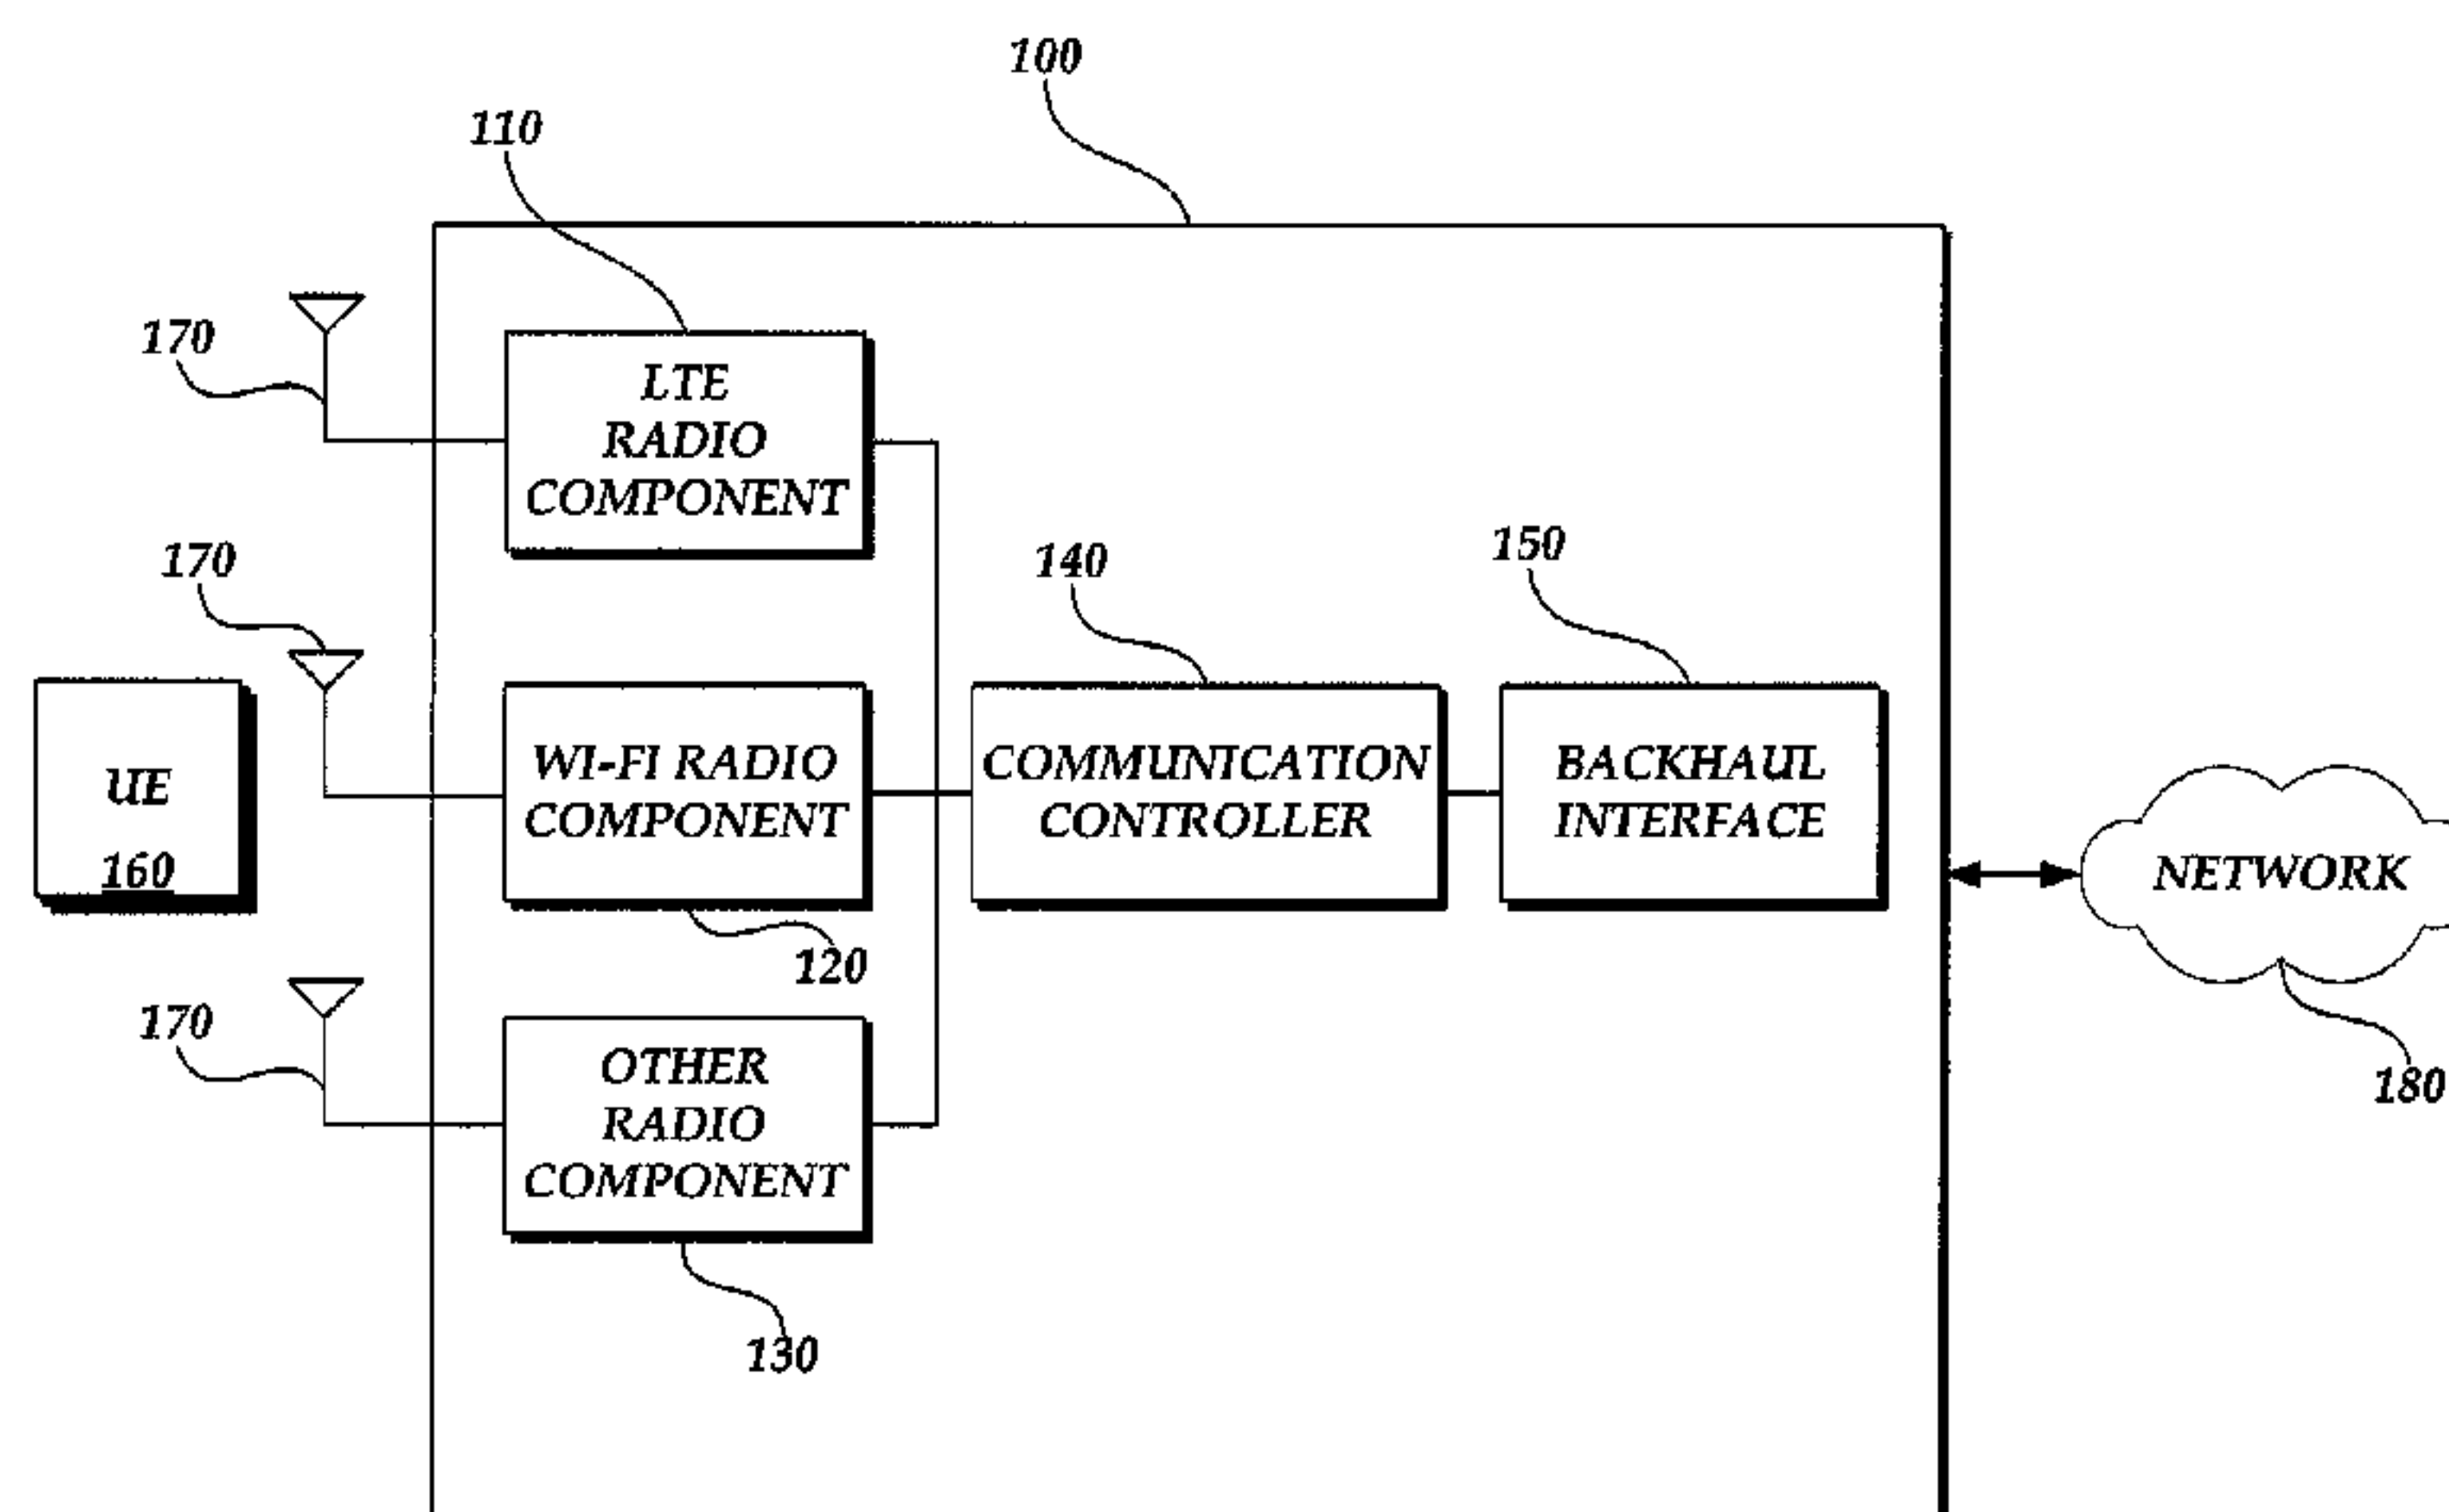 100
110
170
LTE
RADIO
COMPONENT
170
140
150
UE
160
WI-FI RADIO
COMPONENT
COMMUNICATION
CONTROLLER
BACKHAUL
INTERFACE
NETWORK
120
170
OTHER
RADIO
COMPONENT
180
130